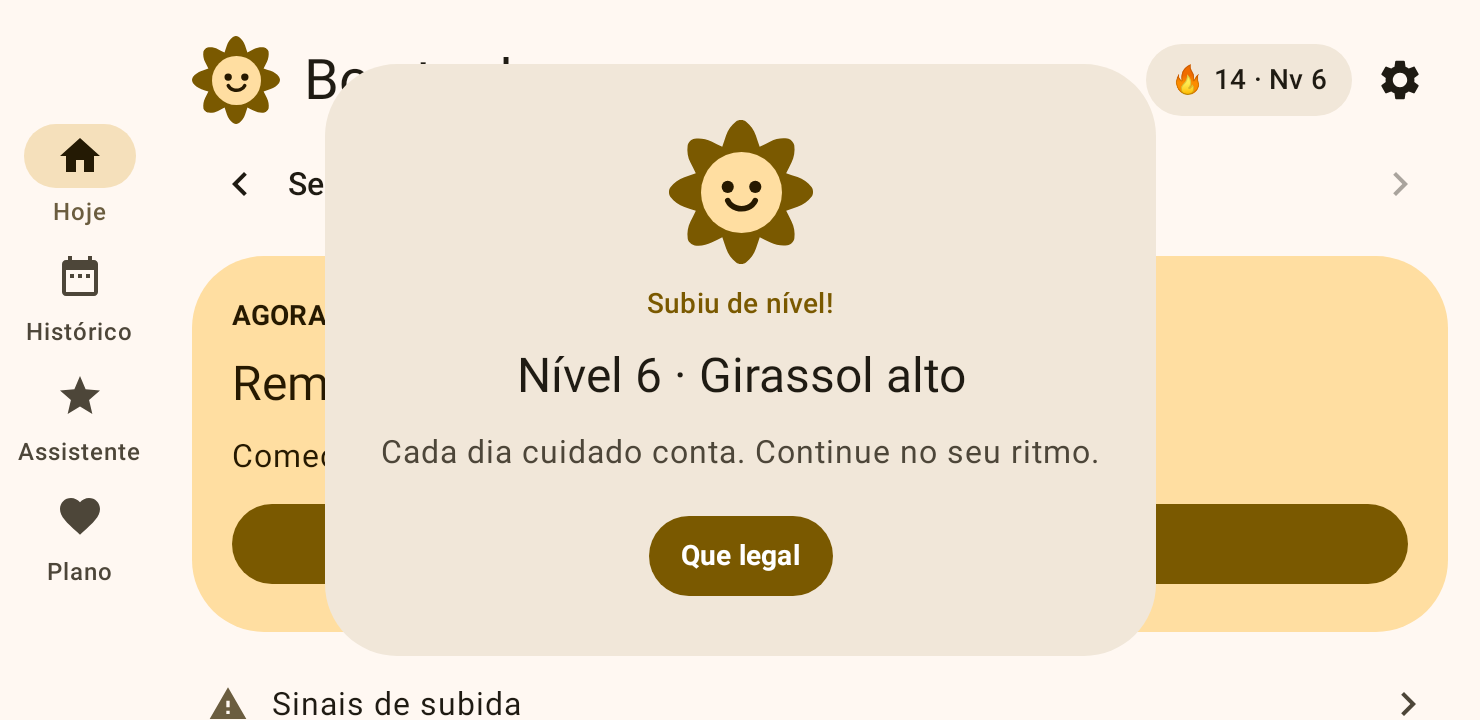 14 · Nv 6
Hoje
Histórico
Assistente
Plano
AGORA
Subiu de nível!
Nível 6 · Girassol alto
Cada dia cuidado conta. Continue no seu ritmo.
Que legal
Sinais de subida